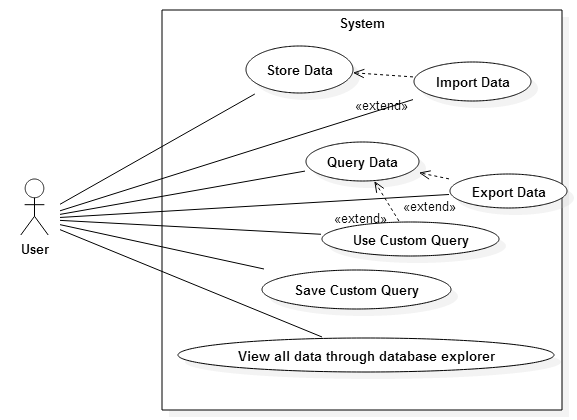 System
Store Data
Import Data
«extend»
Query Data
Export Data
«extend»
«extend»
Use Custom Query
User
Save Custom Query
View all data through database explorer